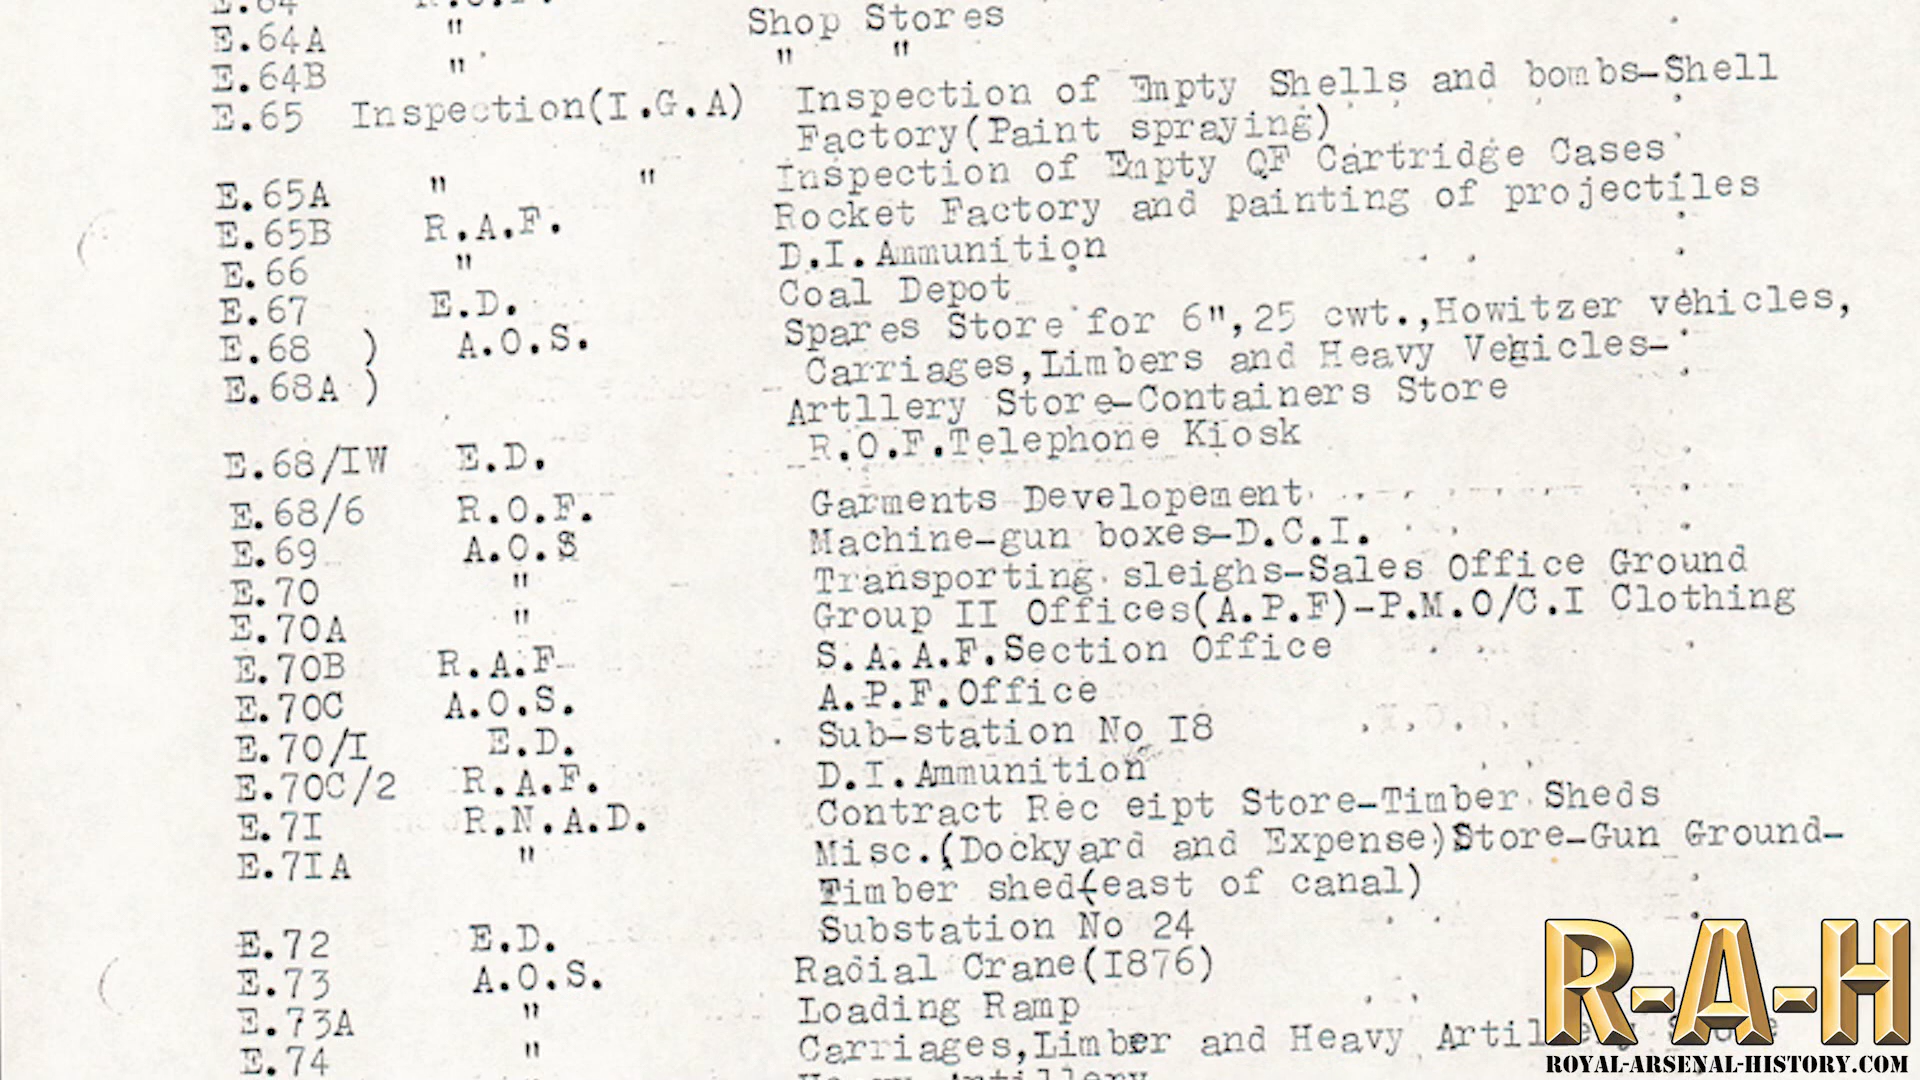 E.64 R.O.F.
E.64A " Shop Stores
E.64B " " "
E.65 Inspection(I.G.A) Inspection of Empty Shells and bombs-Shell
Factory(Paint spraying)
E.65A " " Inspection of Empty QF Cartridge Cases
E.65B R.A.F. Rocket Factory and painting of projectiles
E.66 " D.I.Ammunition
E.67 E.D. Coal Depot
E.68 ) A.O.S. Spares Store for 6",25 cwt.,Howitzer vehicles,
E.68A ) Carriages,Limbers and Heavy Vehicles-
Artllery Store-Containers Store
E.68/IW E.D. R.O.F.Telephone Kiosk
E.68/6 R.O.F. Garments Developement
E.69 A.O.S Machine-gun boxes-D.C.I.
E.70 " Transporting sleighs-Sales Office Ground
E.70A " Group II Offices(A.P.F)-P.M.O/C.I Clothing
E.70B R.A.F S.A.A.F.Section Office
E.70C A.O.S. A.P.F.Office
E.70/I E.D. Sub-station No I8
E.70C/2 R.A.F. D.I.Ammunition
E.7I R.N.A.D. Contract Rec eipt Store-Timber Sheds
E.7IA " Misc.(Dockyard and Expense)Store-Gun Ground-
Timber shed(east of canal)
E.72 E.D. Substation No 24
E.73 A.O.S. Radial Crane(I876)
E.73A " Loading Ramp
E.74 " Carriages,Limber and Heavy
Heavy Artillery
R-A-H
ROYAL-ARSENAL-HISTORY.COM